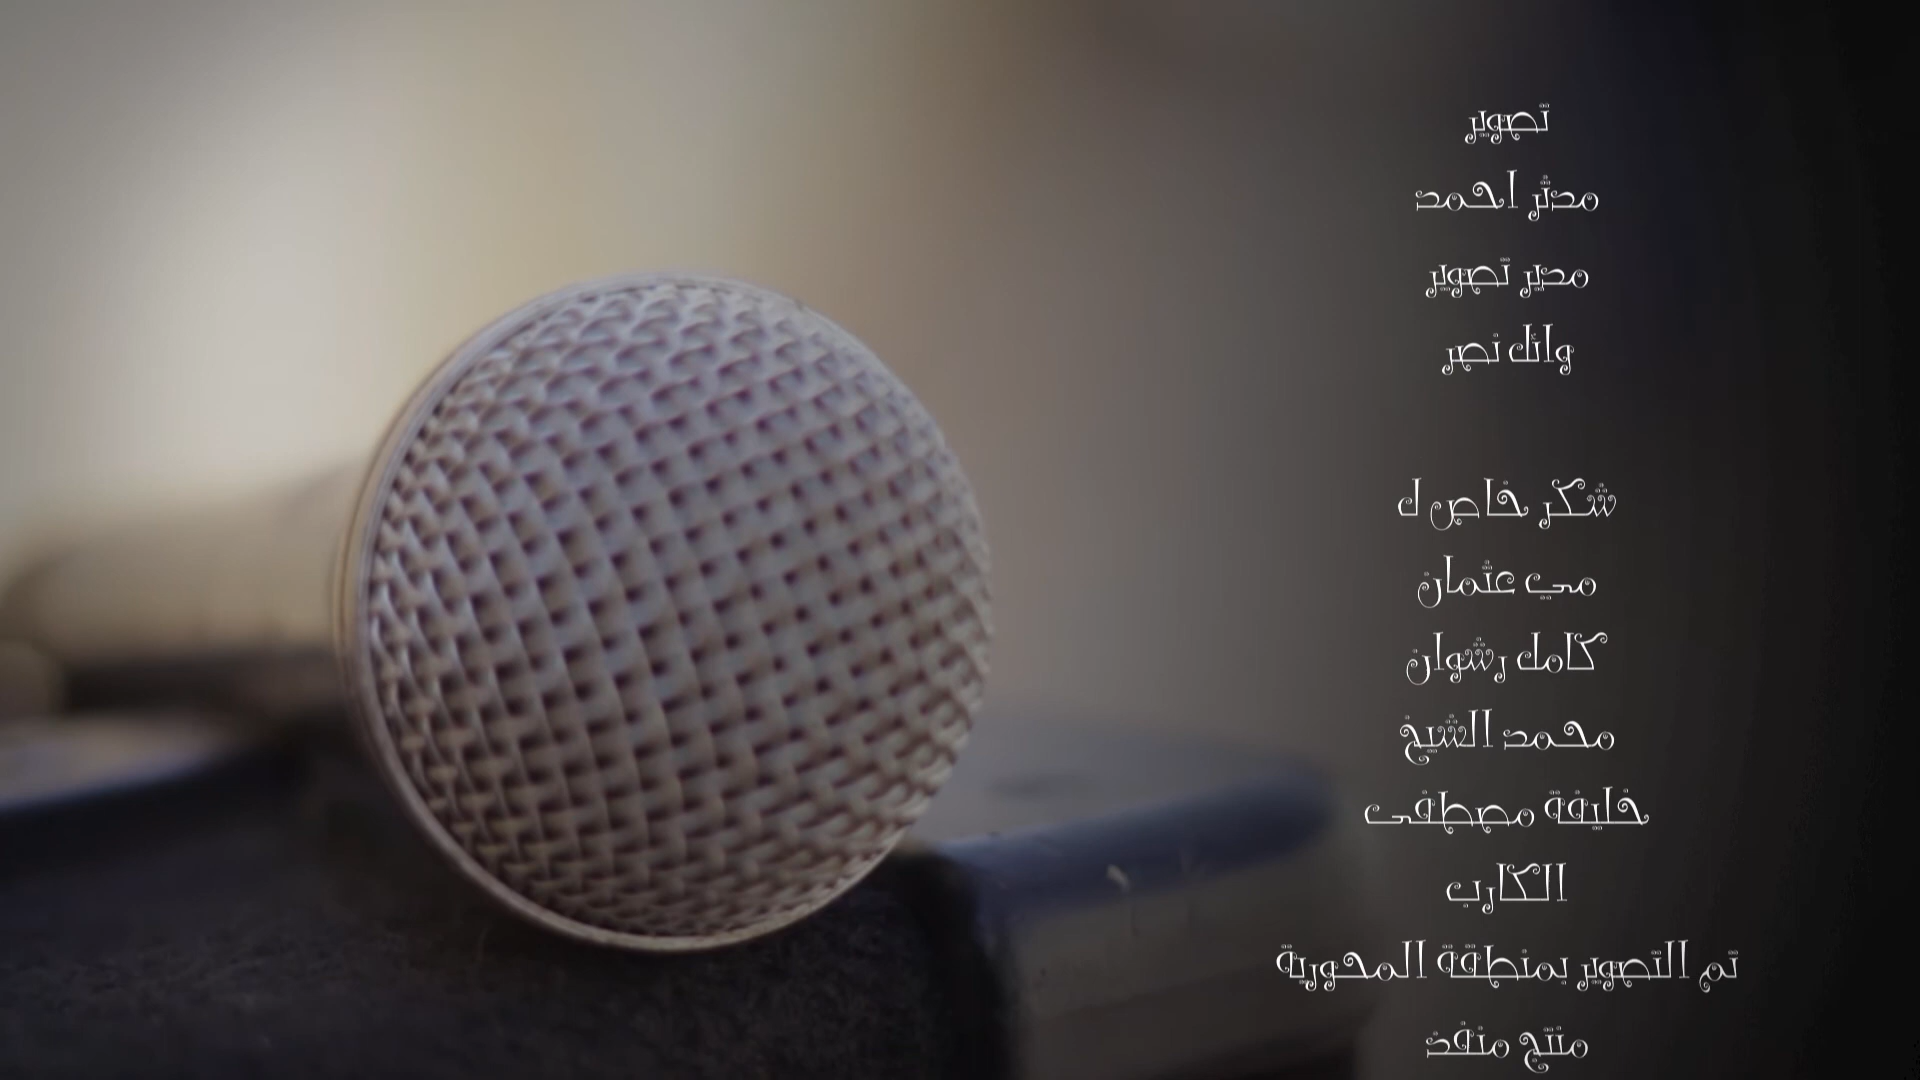 تصوير
مدثر احمد
مدير تصوير
وائل نصر
شكر خاص ل
مي عثمان
كامل رشوان
محمد الشيخ
خليفة مصطفى
الكارب
تم التصوير بمنطقة المحورية
منتج منفذ